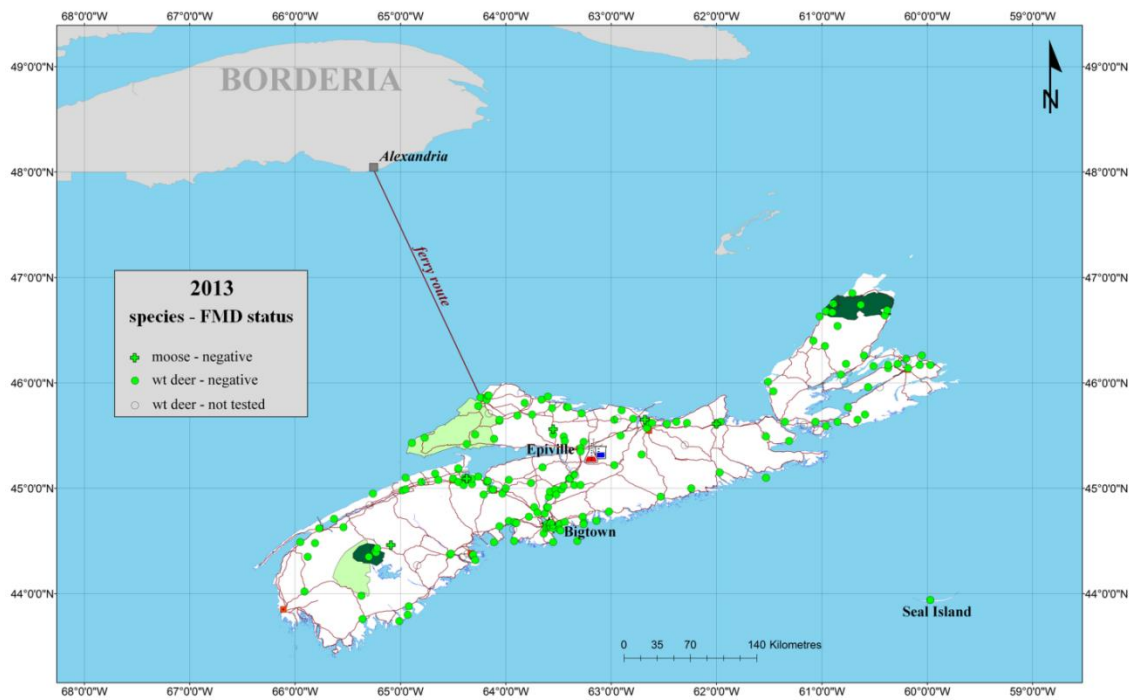 68°0'0"W 67°0'0"W 66°0'0"W 65°0'0"W 64°0'0"W 63°0'0"W 62°0'0"W 61°0'0"W 60°0'0"W 59°0'0"W
49°0'0"N 49°0'0"N
BORDERIA
N
Alexandria
48°0'0"N 48°0'0"N
ferry route
47°0'0"N 47°0'0"N
2013
species - FMD status
moose - negative
wt deer - negative
wt deer - not tested
46°0'0"N 46°0'0"N
Epiville
45°0'0"N 45°0'0"N
Bigtown
44°0'0"N 44°0'0"N
Seal Island
0 35 70 140 Kilometres
68°0'0"W 67°0'0"W 66°0'0"W 65°0'0"W 64°0'0"W 63°0'0"W 62°0'0"W 61°0'0"W 60°0'0"W 59°0'0"W